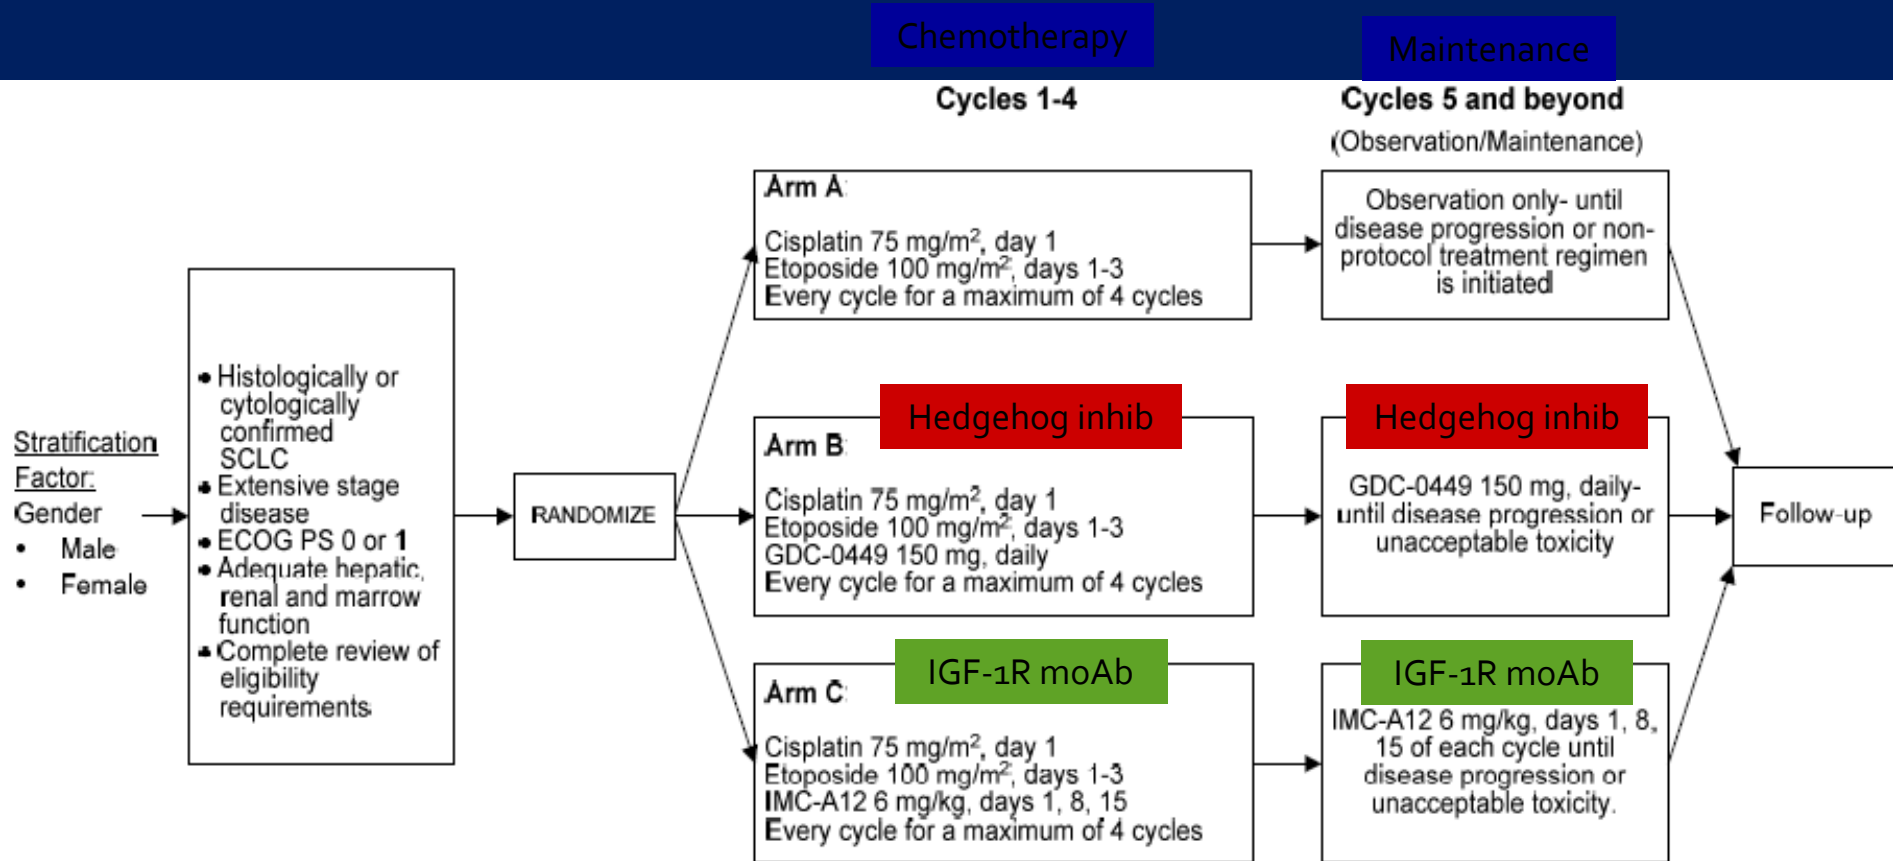 Chemotherapy
Maintenance
Cycles 1-4
Cycles 5 and beyond
(Observation/Maintenance)
Stratification
Factor:
Gender
• Male
• Female
• Histologically or
cytologically
confirmed
SCLC
• Extensive stage
disease
• ECOG PS 0 or 1
• Adequate hepatic,
renal and marrow
function
• Complete review of
eligibility
requirements
RANDOMIZE
Arm A:
Cisplatin 75 mg/m², day 1
Etoposide 100 mg/m², days 1-3
Every cycle for a maximum of 4 cycles
Observation only- until
disease progression or non-
protocol treatment regimen
is initiated
Hedgehog inhib
Arm B:
Cisplatin 75 mg/m², day 1
Etoposide 100 mg/m², days 1-3
GDC-0449 150 mg, daily
Every cycle for a maximum of 4 cycles
Hedgehog inhib
GDC-0449 150 mg, daily-
until disease progression or
unacceptable toxicity
IGF-1R moAb
Arm C:
Cisplatin 75 mg/m², day 1
Etoposide 100 mg/m², days 1-3
IMC-A12 6 mg/kg, days 1, 8, 15
Every cycle for a maximum of 4 cycles
IGF-1R moAb
IMC-A12 6 mg/kg, days 1, 8,
15 of each cycle until
disease progression or
unacceptable toxicity.
Follow-up